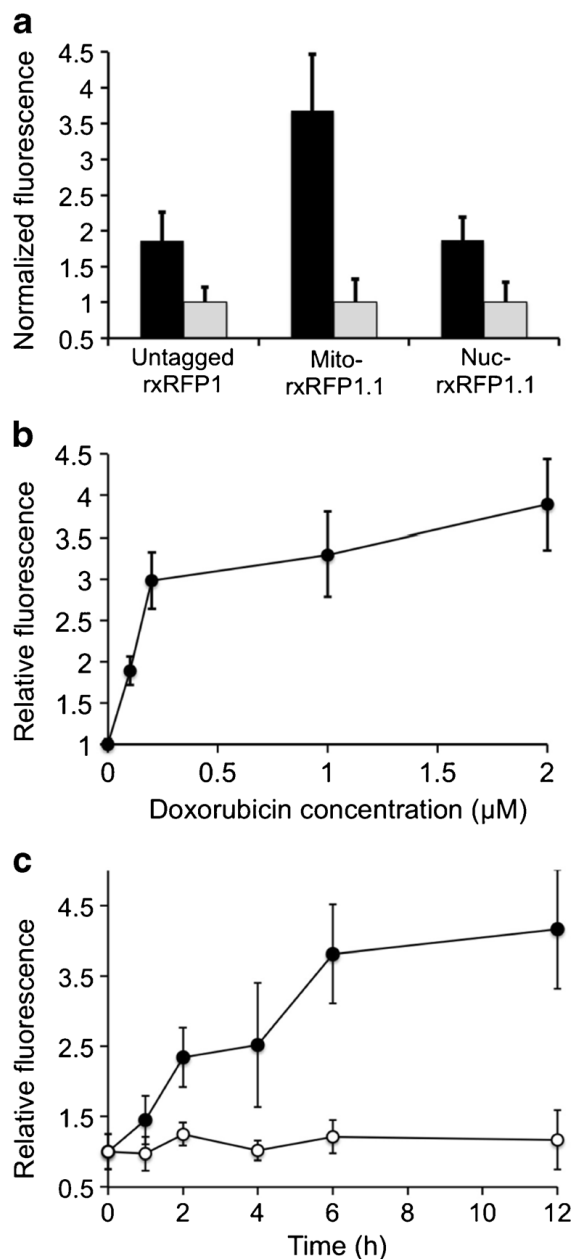 a
Normalized fluorescence
4.5
4
3.5
3
2.5
2
1.5
1
0.5
Untagged
rxRFP1
Mito-
rxRFP1.1
Nuc-
rxRFP1.1
b
Relative fluorescence
4.5
4
3.5
3
2.5
2
1.5
1
0 0.5 1 1.5 2
Doxorubicin concentration (µM)
c
Relative fluorescence
4.5
3.5
2.5
1.5
0.5
0 2 4 6 8 10 12
Time (h)